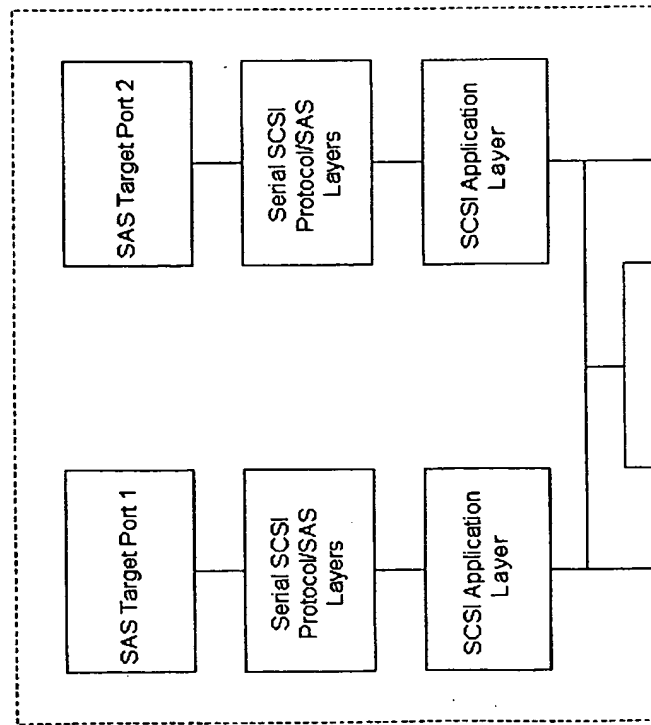 SAS Target Port 1
Serial SCSI
Protocol/SAS
Layers
SCSI Application
Layer
SAS Target Port 2
Serial SCSI
Protocol/SAS
Layers
SCSI Application
Layer